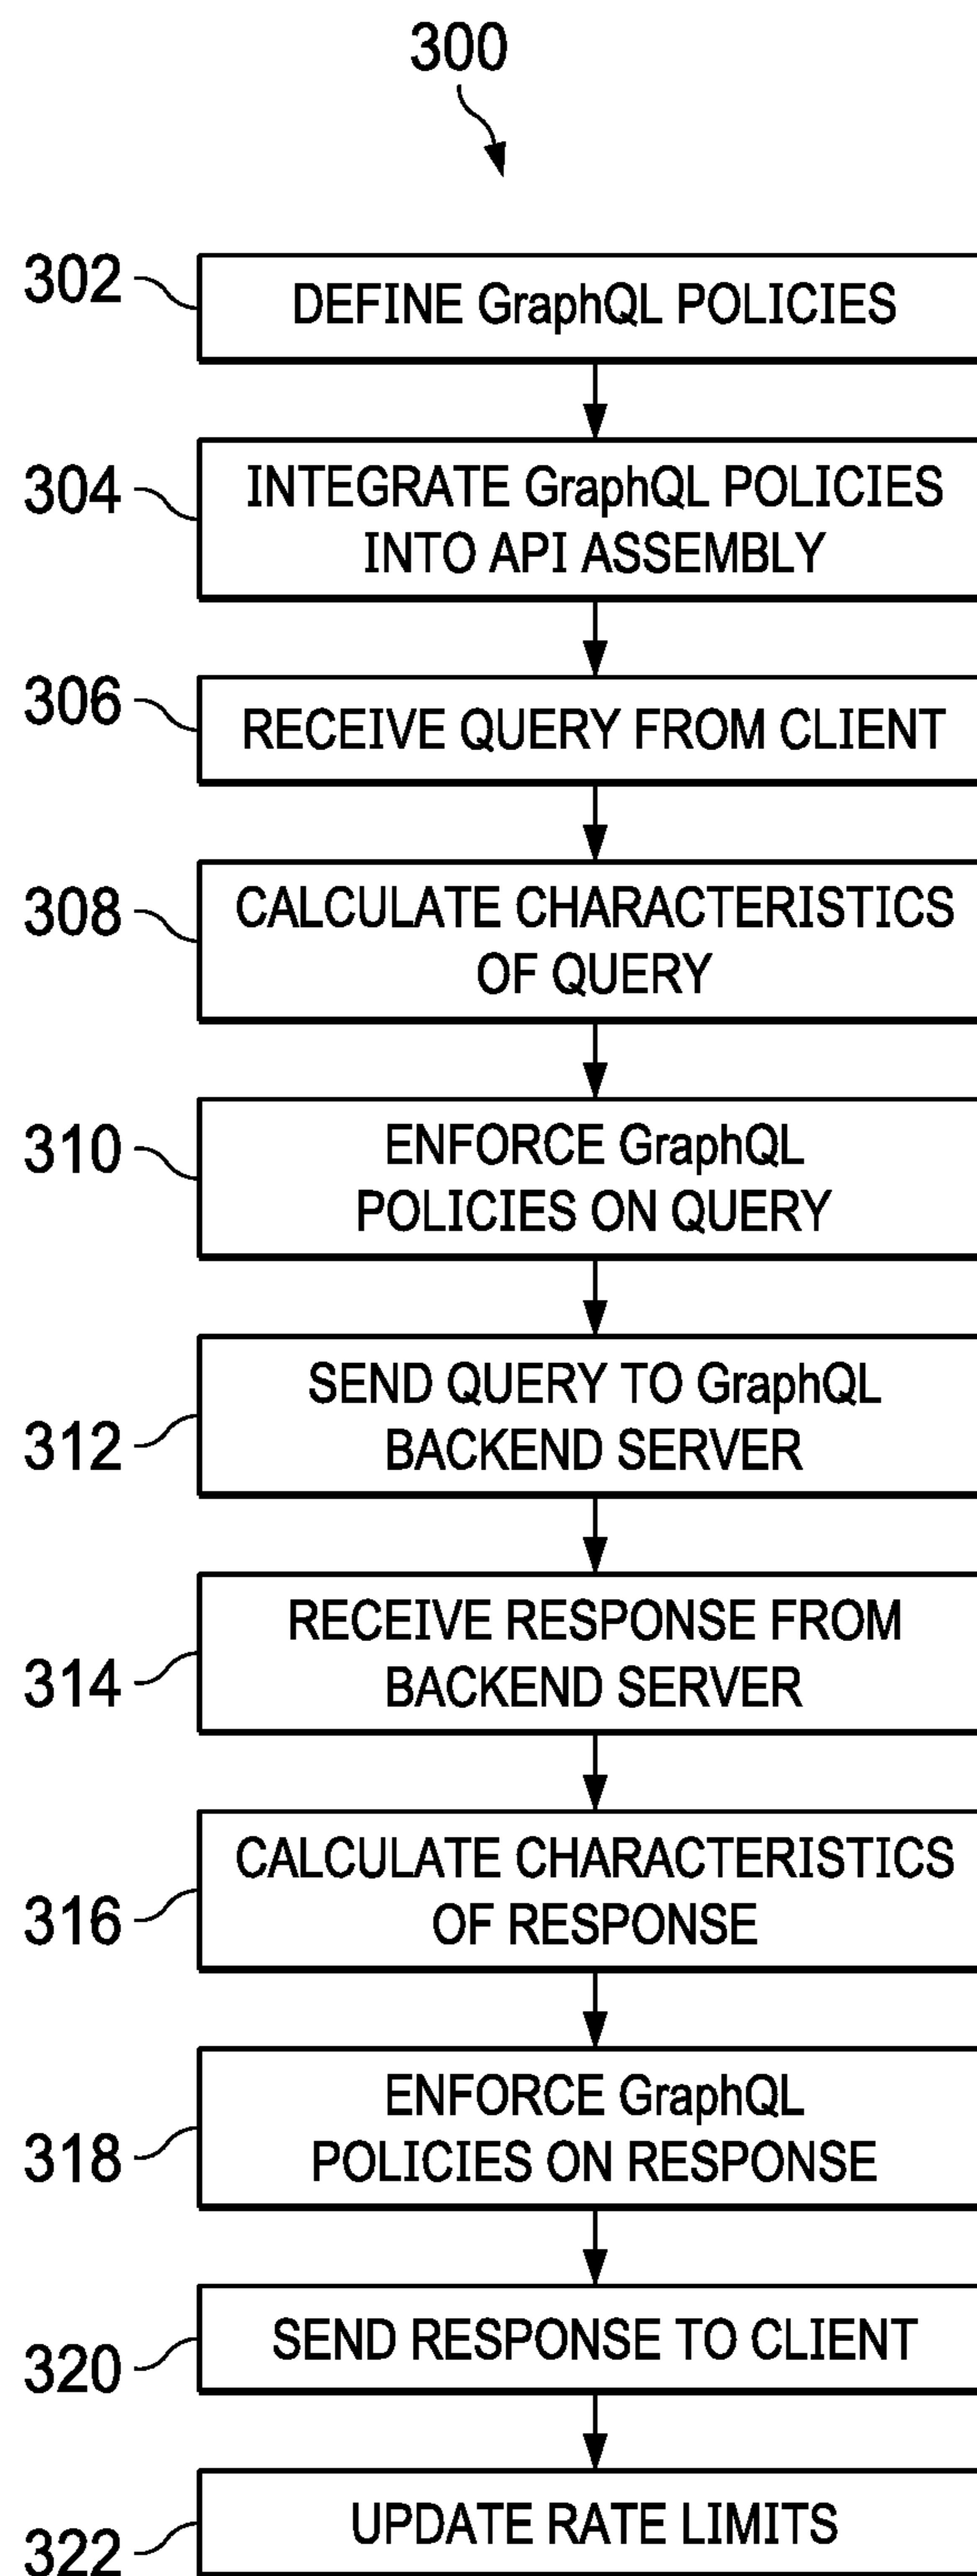 300
302
DEFINE GraphQL POLICIES
304
INTEGRATE GraphQL POLICIES
INTO API ASSEMBLY
306
RECEIVE QUERY FROM CLIENT
308
CALCULATE CHARACTERISTICS
OF QUERY
310
ENFORCE GraphQL
POLICIES ON QUERY
312
SEND QUERY TO GraphQL
BACKEND SERVER
314
RECEIVE RESPONSE FROM
BACKEND SERVER
316
CALCULATE CHARACTERISTICS
OF RESPONSE
318
ENFORCE GraphQL
POLICIES ON RESPONSE
320
SEND RESPONSE TO CLIENT
322
UPDATE RATE LIMITS